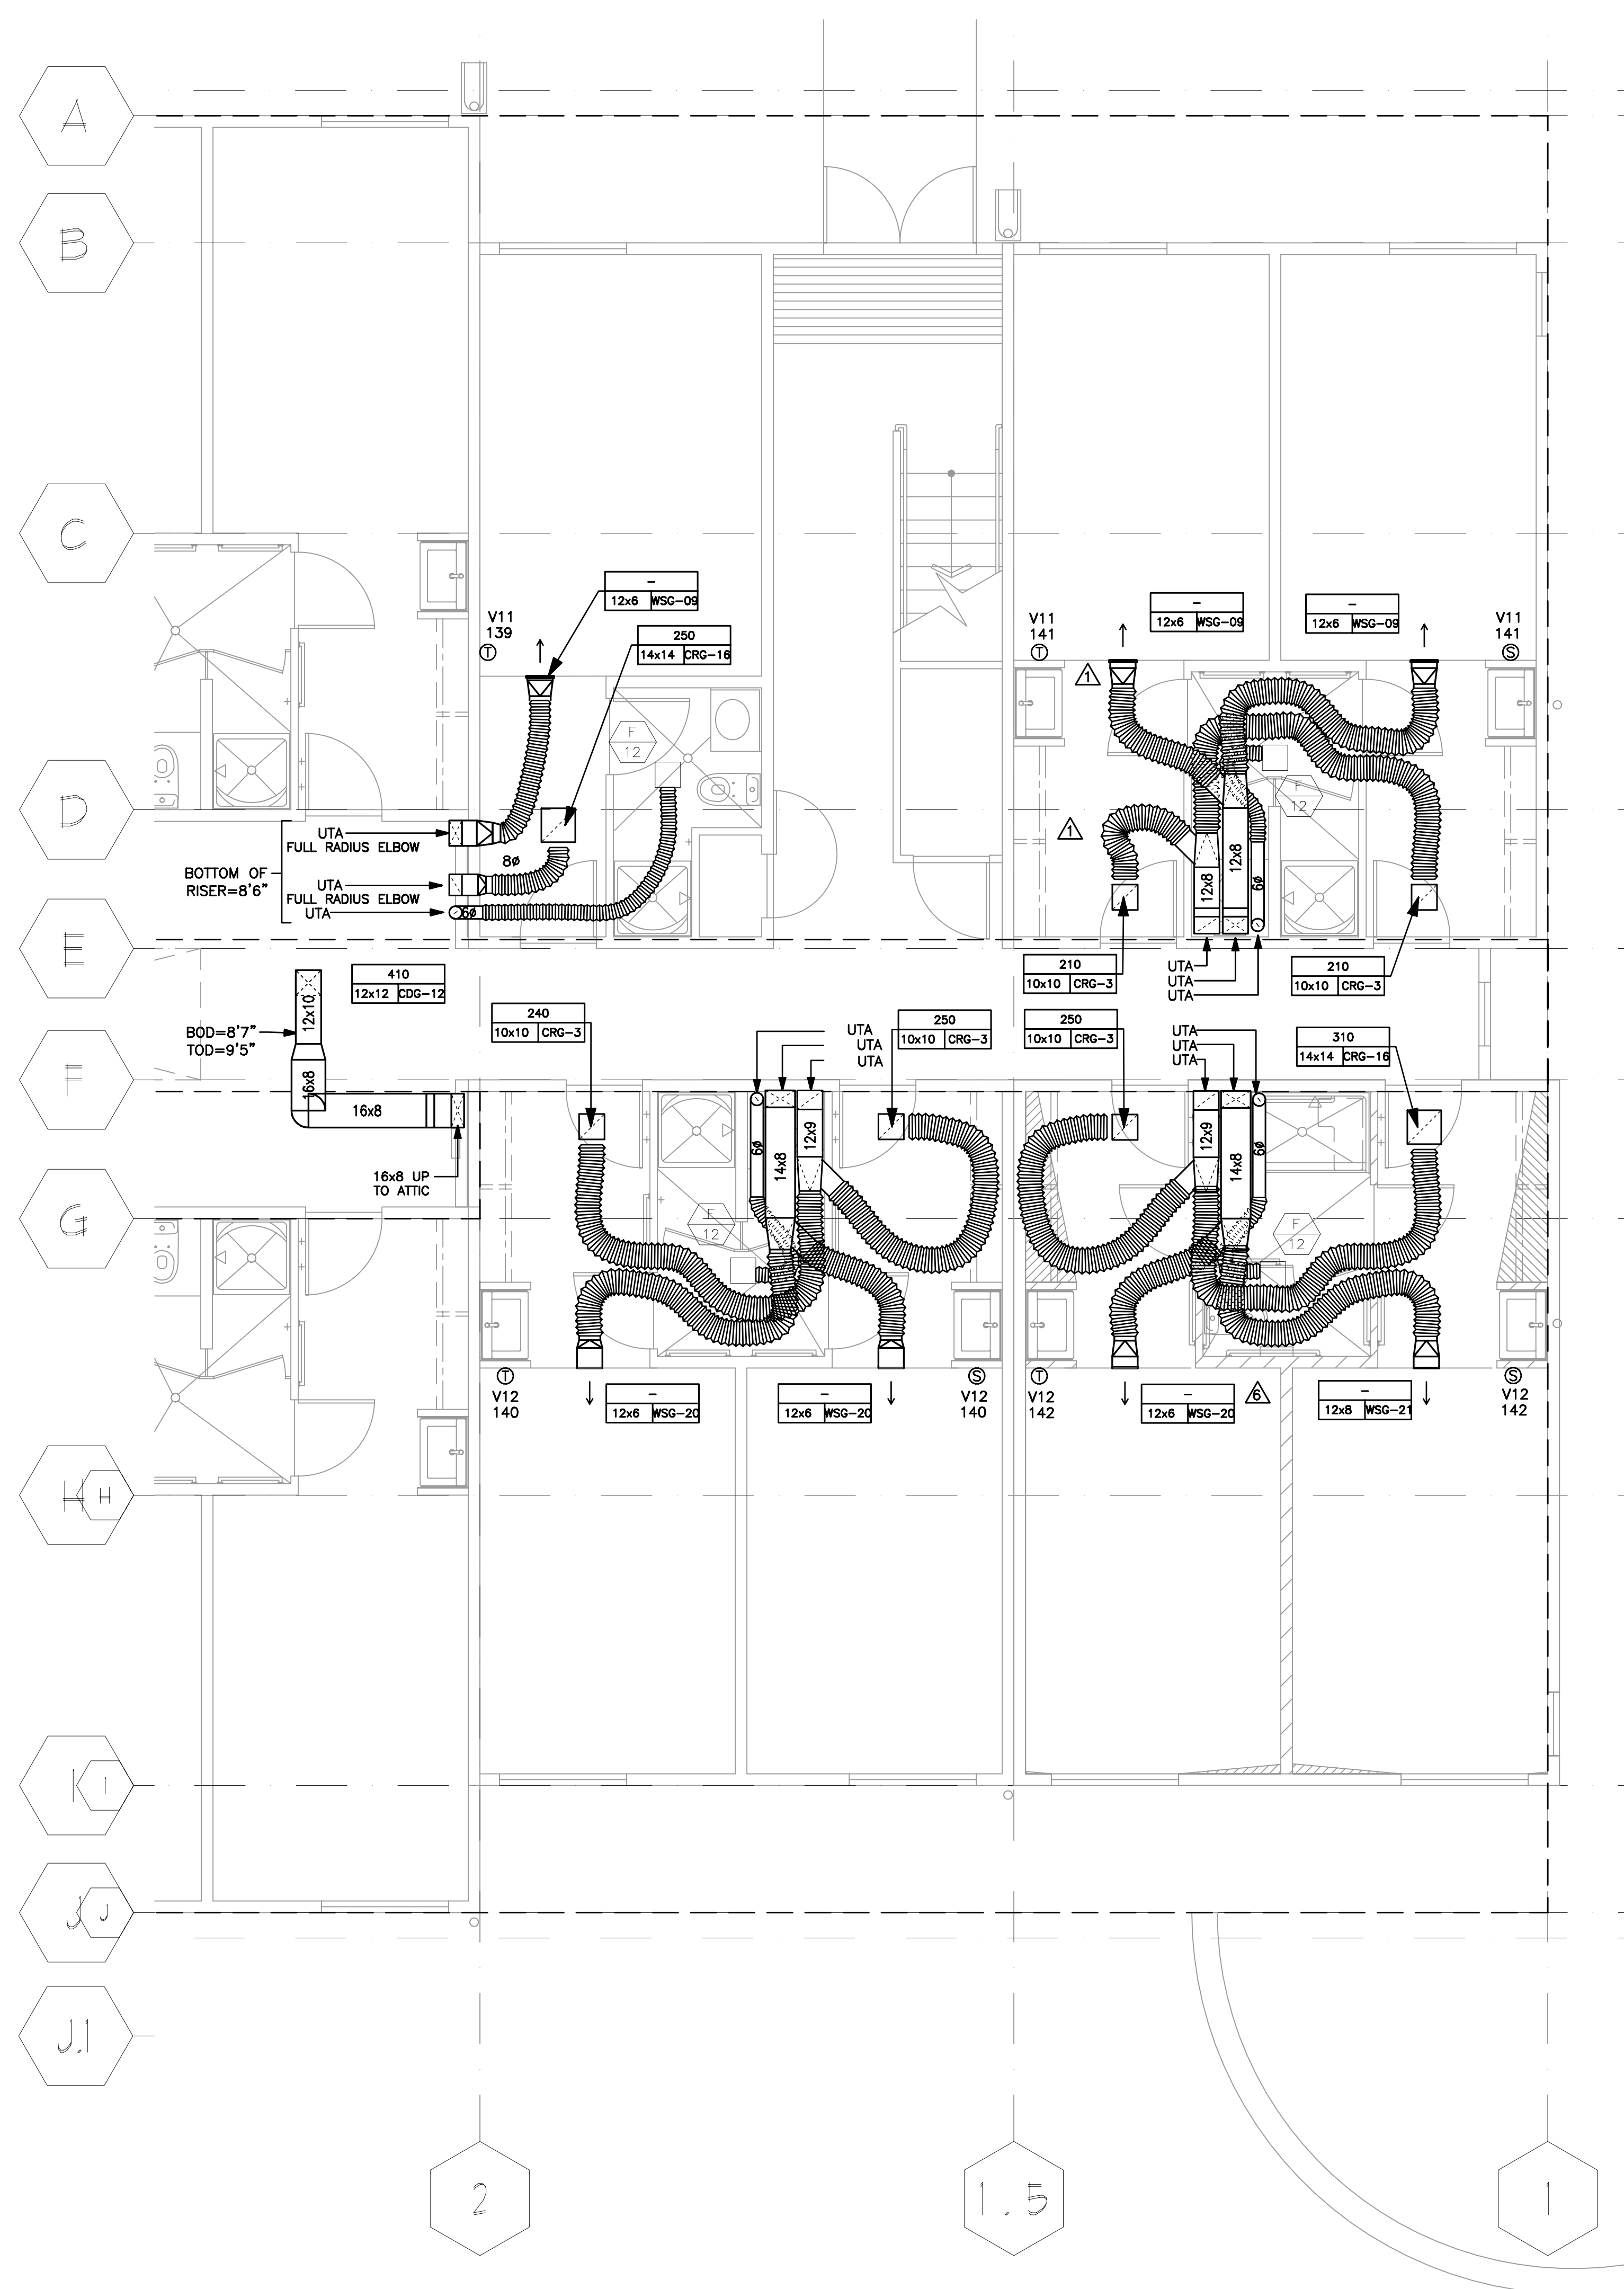 A
B
C
–
12x6 WSG-09
V11
139
T
250
14x14 CRG-16
–
12x6 WSG-09
–
12x6 WSG-09
V11
141
T
V11
141
S
1
F
12
F
12
D
UTA
FULL RADIUS ELBOW
8ø
1
BOTTOM OF
RISER=8'6"
UTA
FULL RADIUS ELBOW
UTA
6ø
12x8
12x8
6ø
E
410
12x12 CDG-12
210
10x10 CRG-3
UTA
UTA
UTA
210
10x10 CRG-3
12x10
BOD=8'7"
TOD=9'5"
240
10x10 CRG-3
UTA
UTA
UTA
250
10x10 CRG-3
250
10x10 CRG-3
UTA
UTA
UTA
310
14x14 CRG-16
F
16x8
16x8
6ø
14x8
12x9
12x9
14x8
6ø
16x8 UP
TO ATTIC
G
F
12
F
12
T
V12
140
–
12x6 WSG-20
–
12x6 WSG-20
S
V12
140
T
V12
142
–
12x6 WSG-20
6
–
12x8 WSG-21
S
V12
142
H
H
I
I
J
J
J.1
2
1.5
1